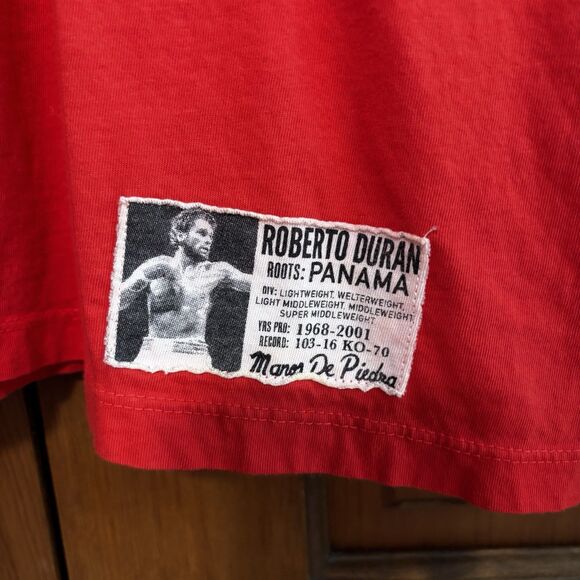 ROBERTO DURAN
ROOTS: PANAMA
DIV: LIGHTWEIGHT, WELTERWEIGHT,
LIGHT MIDDLEWEIGHT, MIDDLEWEIGHT
SUPER MIDDLEWEIGHT
YRS PRO: 1968-2001
RECORD: 103-16 KO-70
Manos De Piedra